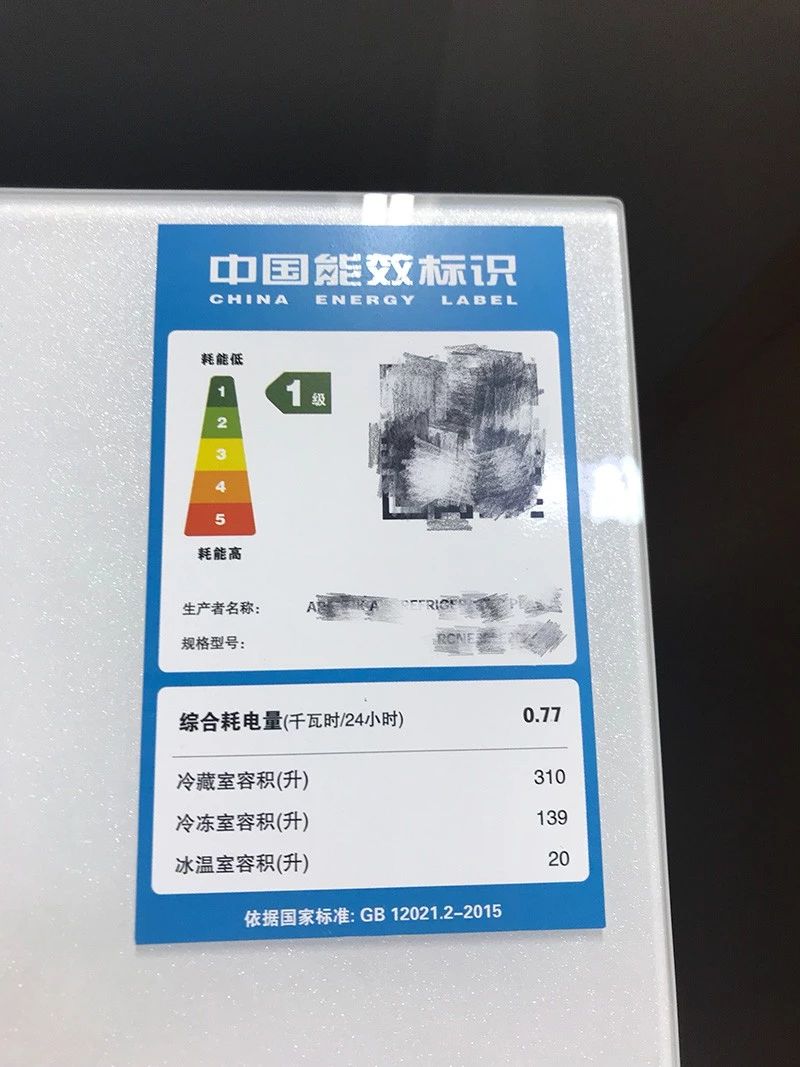 中国能效标识
CHINA ENERGY LABEL
耗能低
1
1级
2
3
4
5
耗能高
生产者名称:
规格型号:
综合耗电量(千瓦时/24小时) 0.77
冷藏室容积(升) 310
冷冻室容积(升) 139
冰温室容积(升) 20
依据国家标准: GB 12021.2-2015